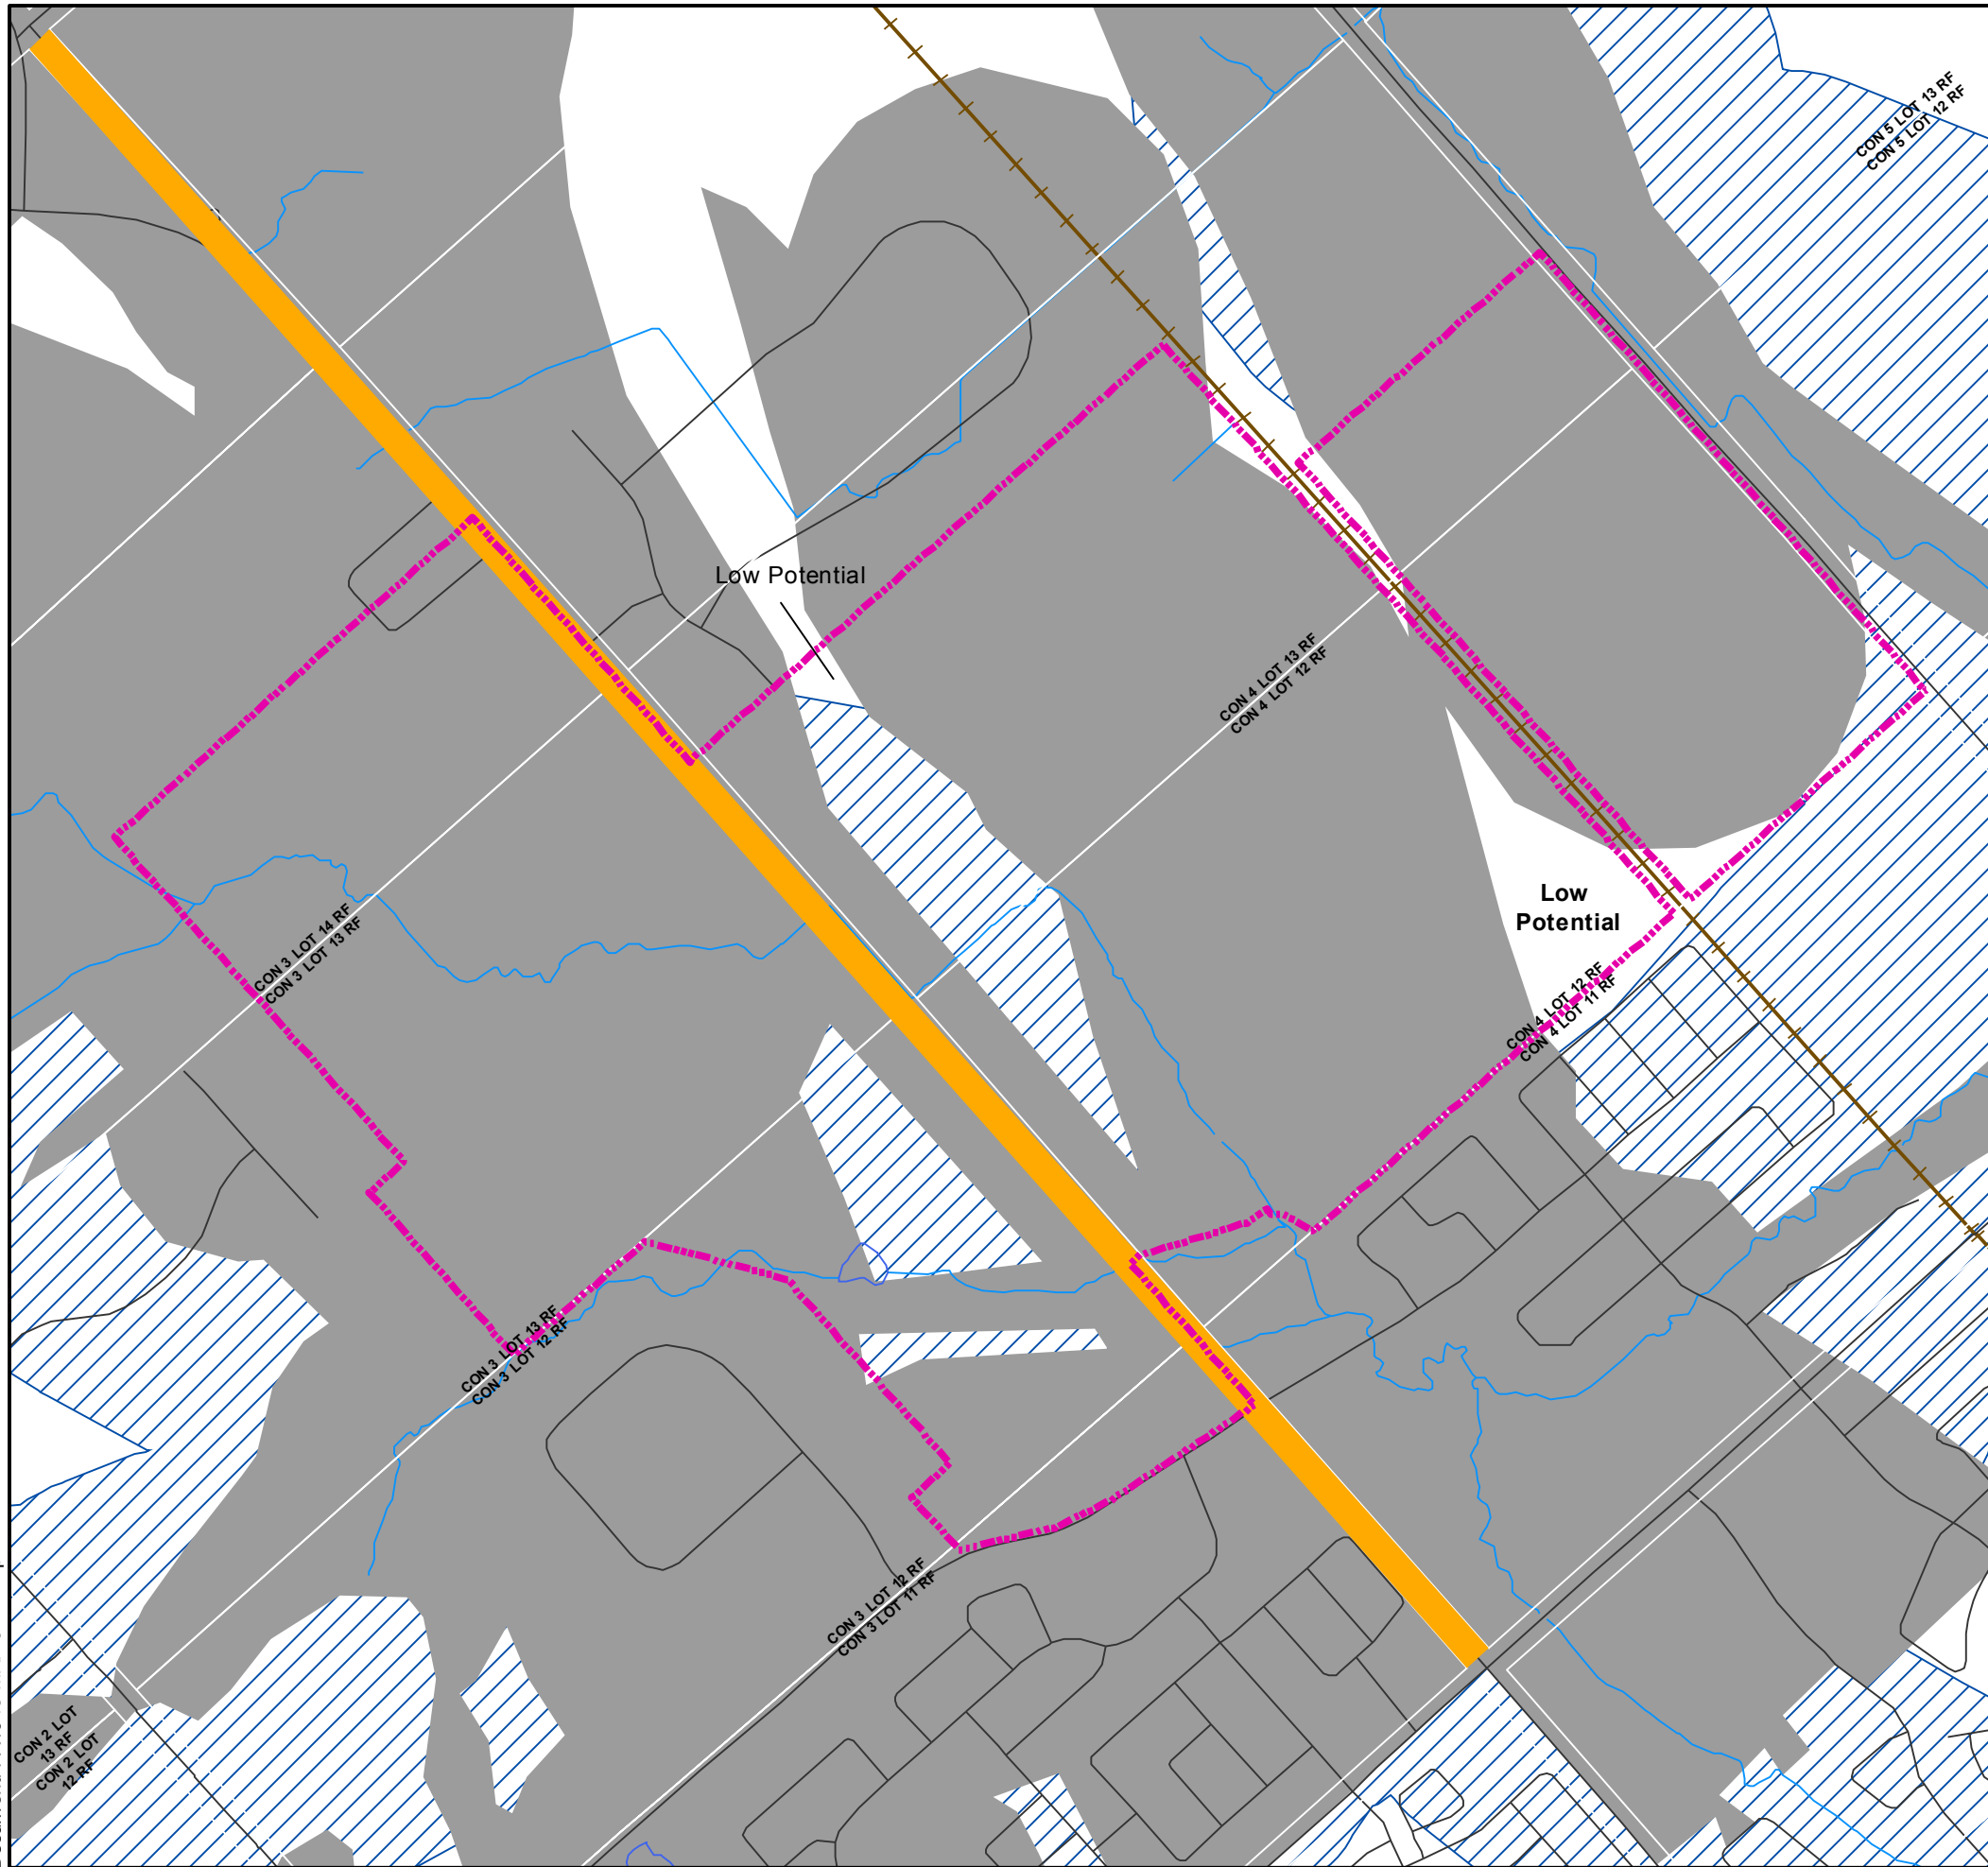 CON 5 LOT 13 RF
CON 5 LOT 12 RF
Low Potential
CON 4 LOT 13 RF
CON 4 LOT 12 RF
Low
Potential
CON 3 LOT 14 RF
CON 3 LOT 13 RF
CON 4 LOT 12 RF
CON 4 LOT 11 RF
CON 3 LOT 13 RF
CON 3 LOT 12 RF
CON 3 LOT 12 RF
CON 3 LOT 11 RF
CON 2 LOT
13 RF
CON 2 LOT
12 RF